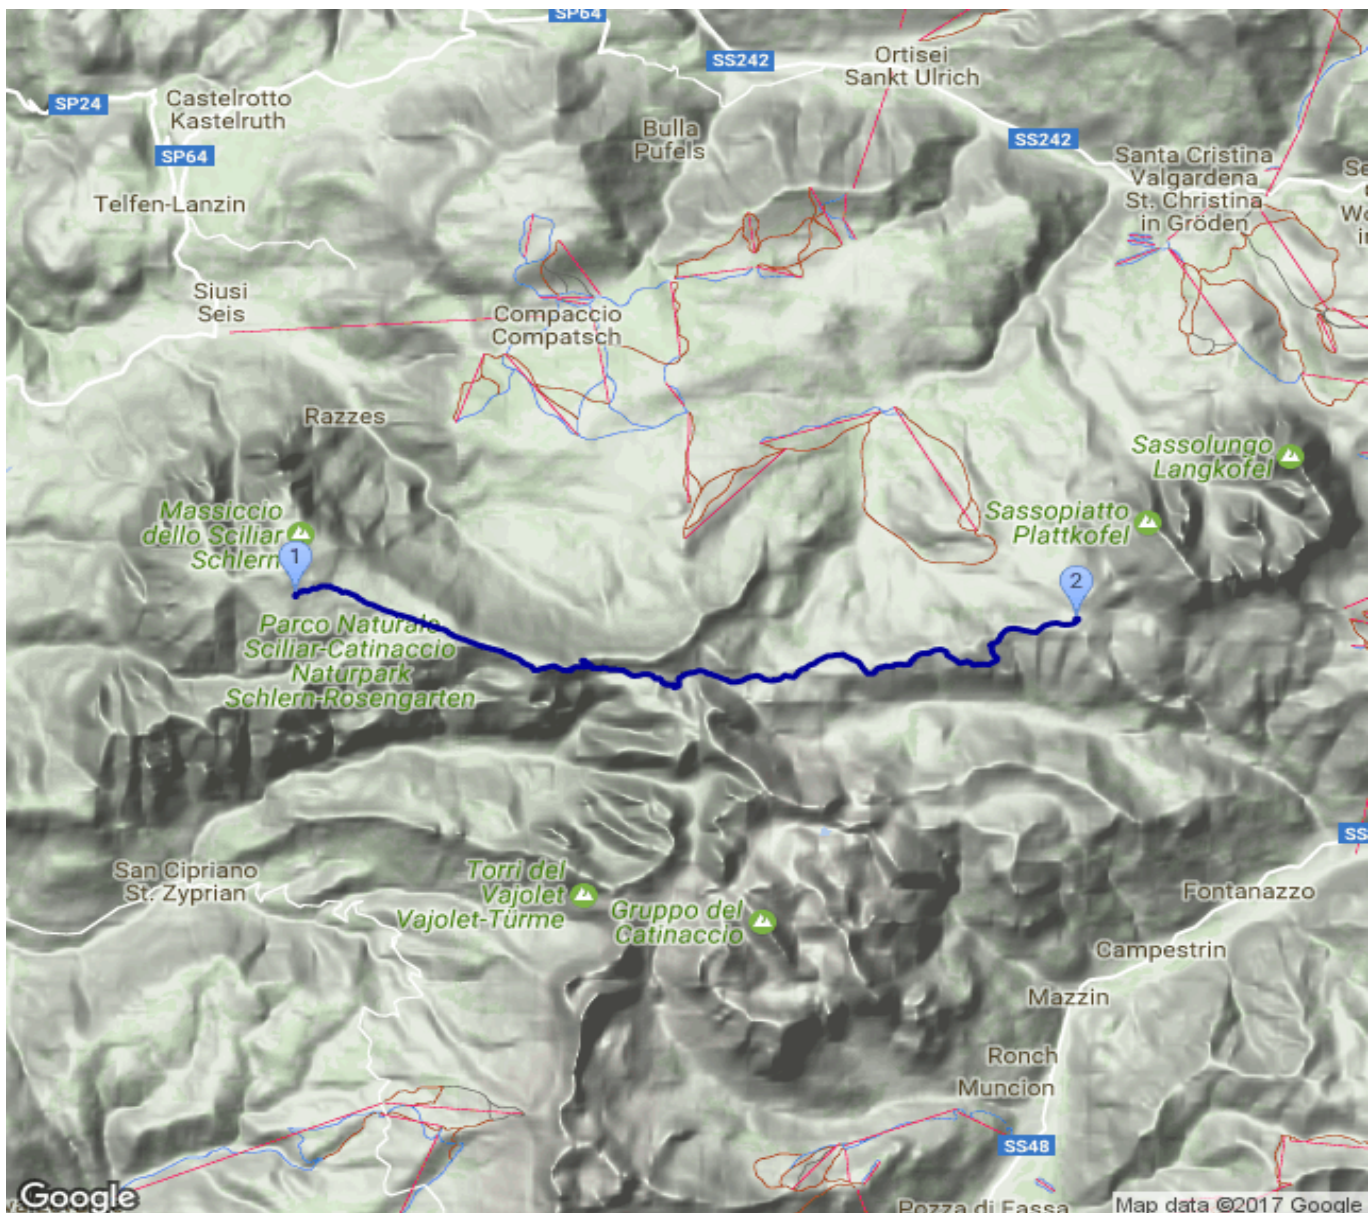 SP64
Ortisei
Sankt Ulrich
SS242
SP24
Castelrotto
Kastelruth
Bulla
Pufels
SS242
SP64
Santa Cristina
Valgardena
St. Christina
in Gröden
Se
Telfen-Lanzin
W
i
Siusi
Seis
Compaccio
Compatsch
Razzes
Sassolungo
Langkofel
Massiccio
dello Sciliar
Schlern
Sassopiatto
Plattkofel
1
2
Parco Naturale
Sciliar-Catinaccio
Naturpark
Schlern-Rosengarten
SS
San Cipriano
St. Zyprian
Torri del
Vajolet
Vajolet-Türme
Gruppo del
Catinaccio
Fontanazzo
Campestrin
Mazzin
Ronch
Muncion
SS48
Google
Pozza di Fassa
Map data ©2017 Google